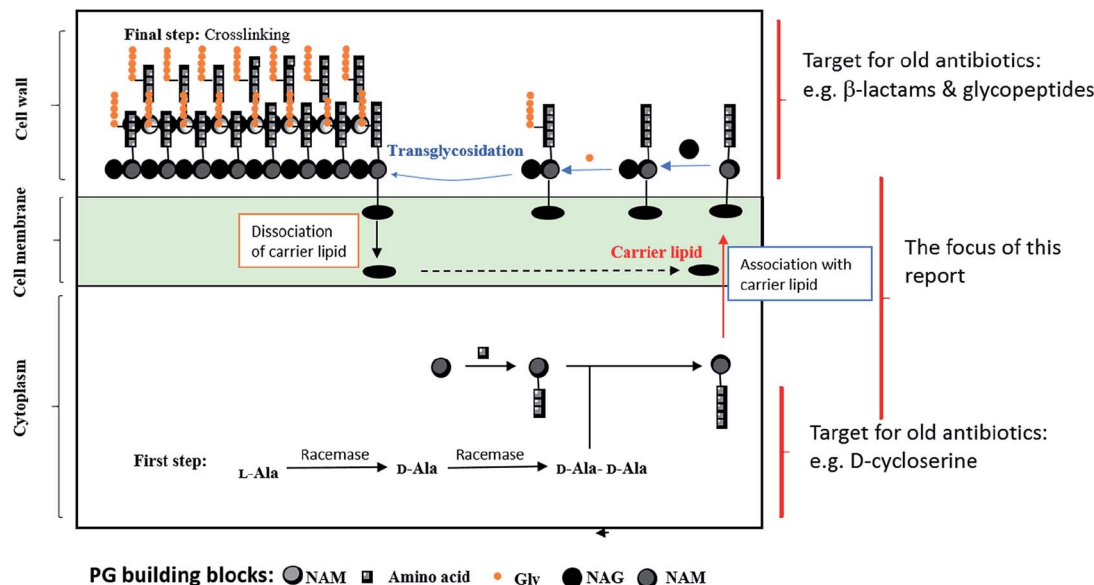 Final step: Crosslinking
Cell wall
Transglycosidation
Target for old antibiotics:
e.g. β-lactams & glycopeptides
Cell membrane
Dissociation
of carrier lipid
Carrier lipid
Association with
carrier lipid
The focus of this
report
Cytoplasm
First step:
L-Ala
Racemase
D-Ala
Racemase
D-Ala- D-Ala
Target for old antibiotics:
e.g. D-cycloserine
PG building blocks: NAM Amino acid Gly NAG NAM